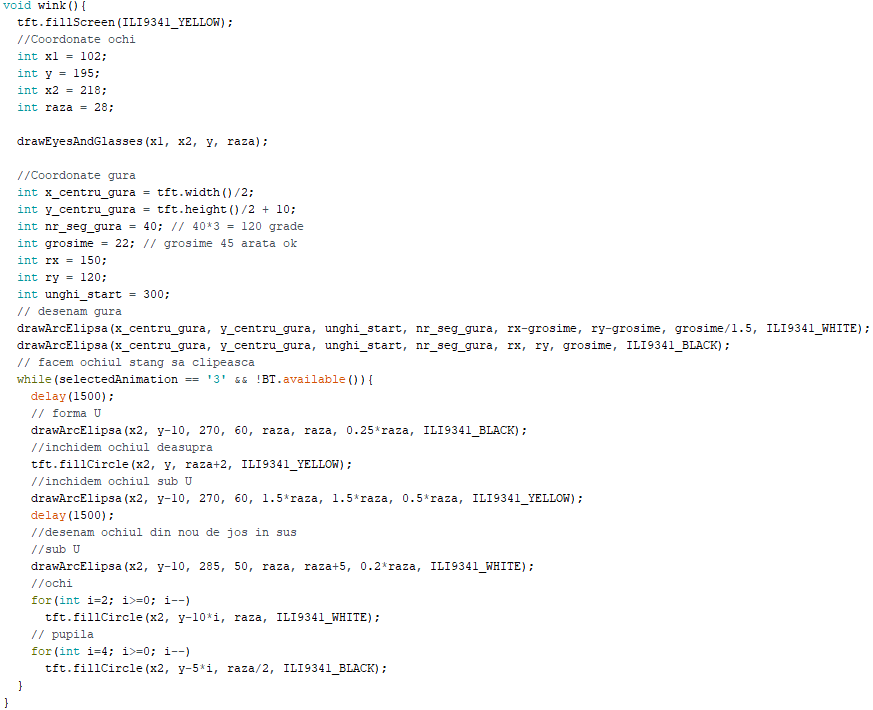 void wink(){
  tft.fillScreen(ILI9341_YELLOW);
  //Coordonate ochi
  int x1 = 102;
  int y = 195;
  int x2 = 218;
  int raza = 28;

  drawEyesAndGlasses(x1, x2, y, raza);

  //Coordonate gura
  int x_centru_gura = tft.width()/2;
  int y_centru_gura = tft.height()/2 + 10;
  int nr_seg_gura = 40; // 40*3 = 120 grade
  int grosime = 22; // grosime 45 arata ok
  int rx = 150;
  int ry = 120;
  int unghi_start = 300;
  // desenam gura
  drawArcElipsa(x_centru_gura, y_centru_gura, unghi_start, nr_seg_gura, rx-grosime, ry-grosime, grosime/1.5, ILI9341_WHITE);
  drawArcElipsa(x_centru_gura, y_centru_gura, unghi_start, nr_seg_gura, rx, ry, grosime, ILI9341_BLACK);
  // facem ochiul stang sa clipeasca
  while(selectedAnimation == '3' && !BT.available()){
    delay(1500);
    // forma U
    drawArcElipsa(x2, y-10, 270, 60, raza, raza, 0.25*raza, ILI9341_BLACK);
    //inchidem ochiul deasupra
    tft.fillCircle(x2, y, raza+2, ILI9341_YELLOW);
    //inchidem ochiul sub U
    drawArcElipsa(x2, y-10, 270, 60, 1.5*raza, 1.5*raza, 0.5*raza, ILI9341_YELLOW);
    delay(1500);
    //desenam ochiul din nou de jos in sus
    //sub U
    drawArcElipsa(x2, y-10, 285, 50, raza, raza+5, 0.2*raza, ILI9341_WHITE);
    //ochi
    for(int i=2; i>=0; i--)
      tft.fillCircle(x2, y-10*i, raza, ILI9341_WHITE);
    // pupila
    for(int i=4; i>=0; i--)
      tft.fillCircle(x2, y-5*i, raza/2, ILI9341_BLACK);
  }
}